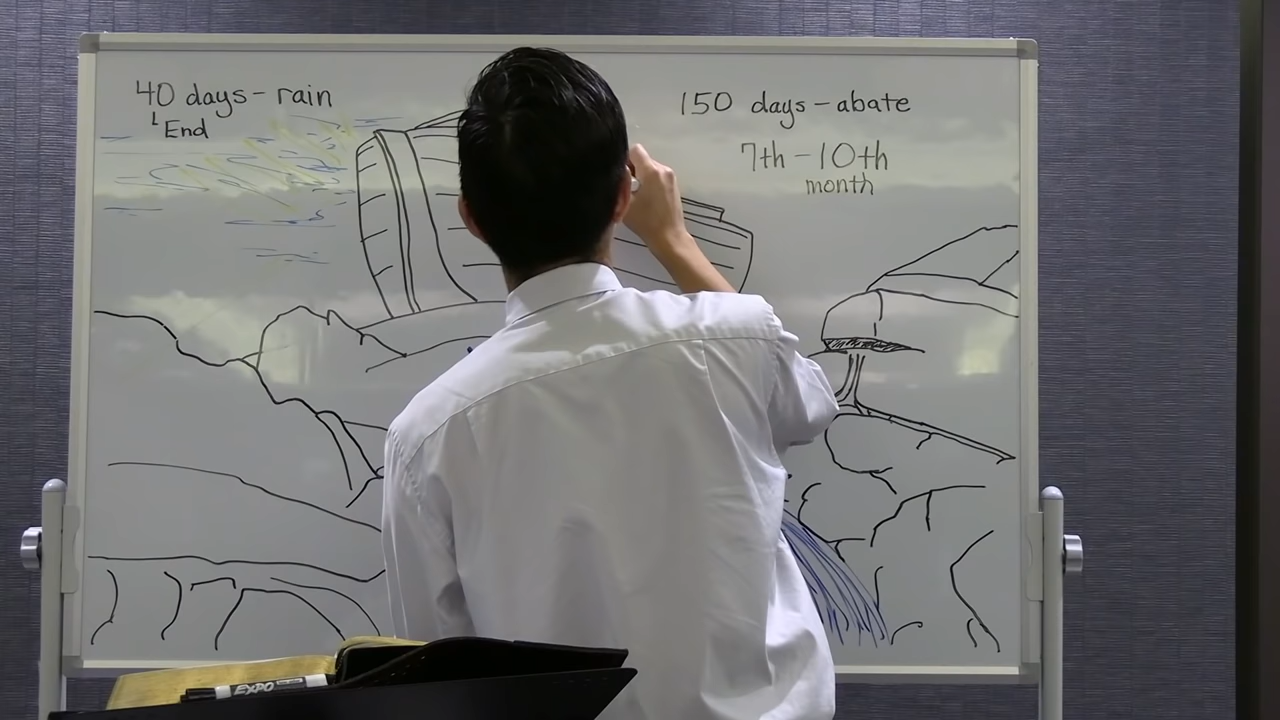 40 days - rain
End
150 days - abate
7th - 10th
month
EXPO